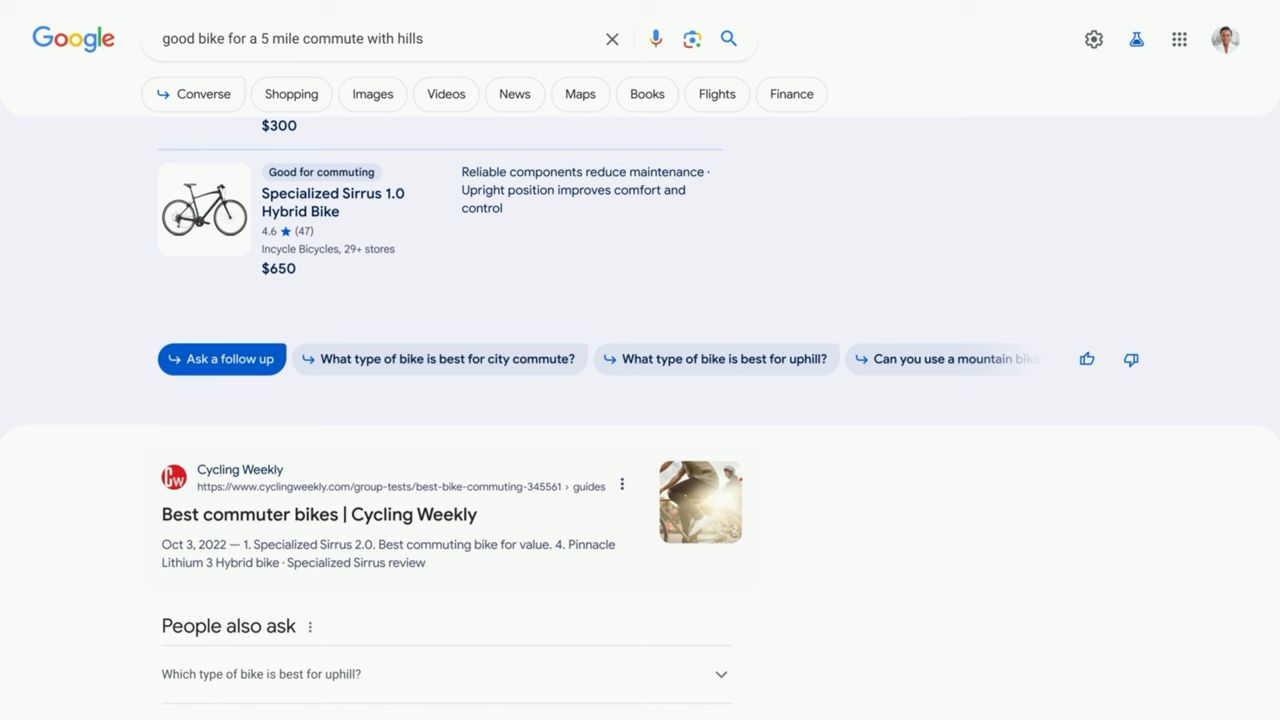 Google
good bike for a 5 mile commute with hills
Converse
Shopping
Images
Videos
News
Maps
Books
Flights
Finance
$300
Good for commuting
Specialized Sirrus 1.0
Hybrid Bike
4.6 ★ (47)
Incycle Bicycles, 29+ stores
$650
Reliable components reduce maintenance ·
Upright position improves comfort and
control
Ask a follow up
What type of bike is best for city commute?
What type of bike is best for uphill?
Can you use a mountain bike
Cw
Cycling Weekly
https://www.cyclingweekly.com/group-tests/best-bike-commuting-345561 › guides
Best commuter bikes | Cycling Weekly
Oct 3, 2022 — 1. Specialized Sirrus 2.0. Best commuting bike for value. 4. Pinnacle
Lithium 3 Hybrid bike · Specialized Sirrus review
People also ask
Which type of bike is best for uphill?